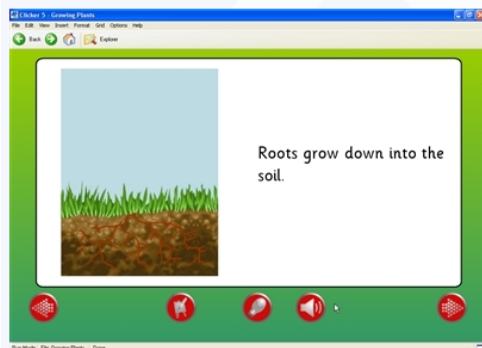 Clicker 5 - Growing Plants
File Edit View Insert Format Grid Options Help
Back Explorer
Roots grow down into the
soil.